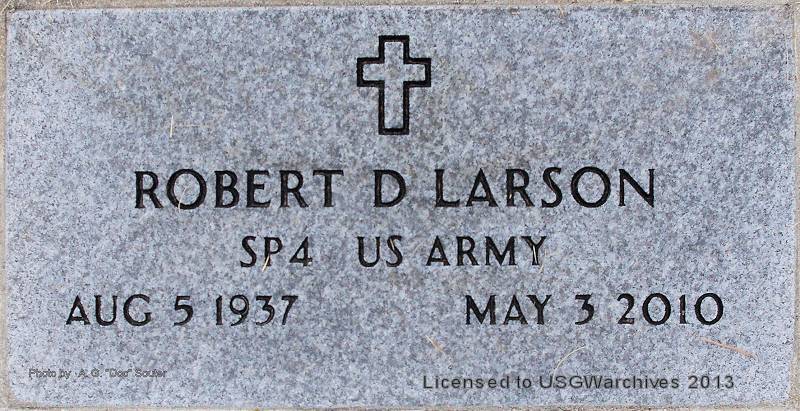 ROBERT D LARSON
SP4 US ARMY
AUG 5 1937 MAY 3 2010
Photo by A. G. "Doc" Souter
Licensed to USGWarchives 2013